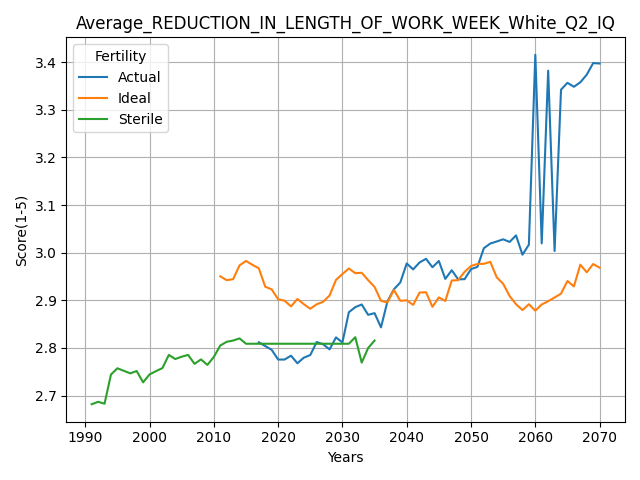 Average_REDUCTION_IN_LENGTH_OF_WORK_WEEK_White_Q2_IQ
Fertility
Actual
Ideal
Sterile
Score(1-5)
3.4
3.3
3.2
3.1
3.0
2.9
2.8
2.7
1990 2000 2010 2020 2030 2040 2050 2060 2070
Years